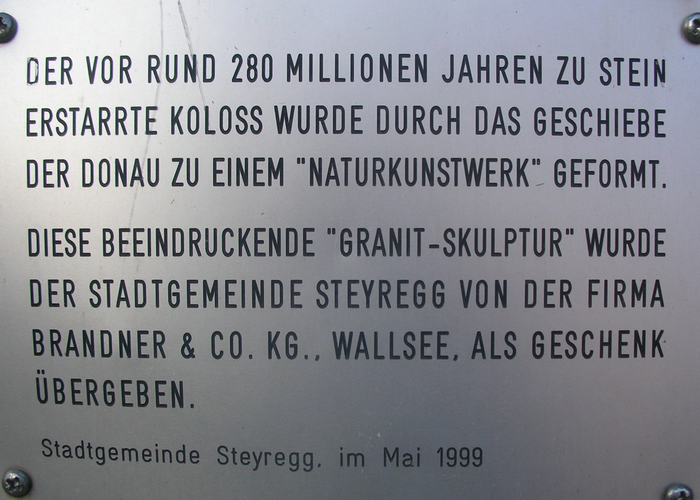 DER VOR RUND 280 MILLIONEN JAHREN ZU STEIN
ERSTARRTE KOLOSS WURDE DURCH DAS GESCHIEBE
DER DONAU ZU EINEM "NATURKUNSTWERK" GEFORMT.
DIESE BEEINDRUCKENDE "GRANIT-SKULPTUR" WURDE
DER STADTGEMEINDE STEYREGG VON DER FIRMA
BRANDNER & CO. KG., WALLSEE, ALS GESCHENK
ÜBERGEBEN.
Stadtgemeinde Steyregg, im Mai 1999